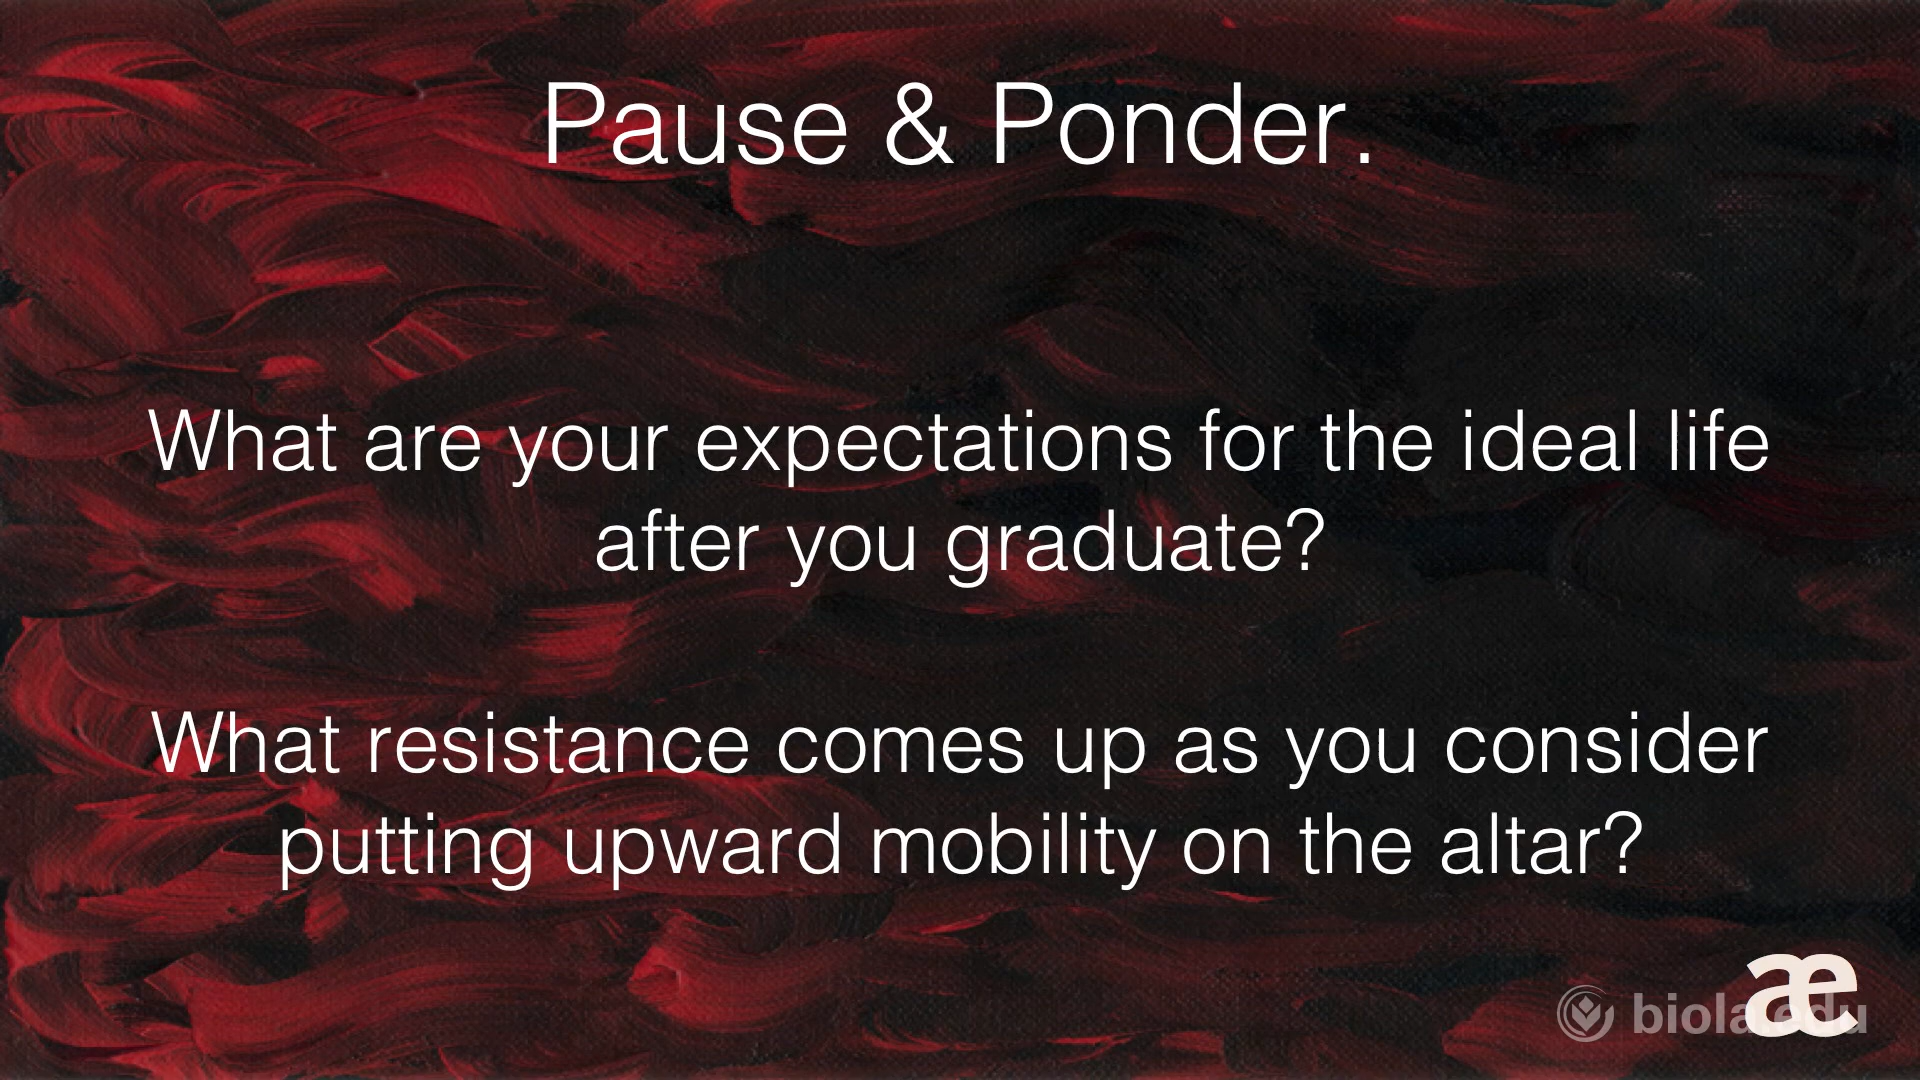 Pause & Ponder.
What are your expectations for the ideal life
after you graduate?
What resistance comes up as you consider
putting upward mobility on the altar?
æ
biola.edu